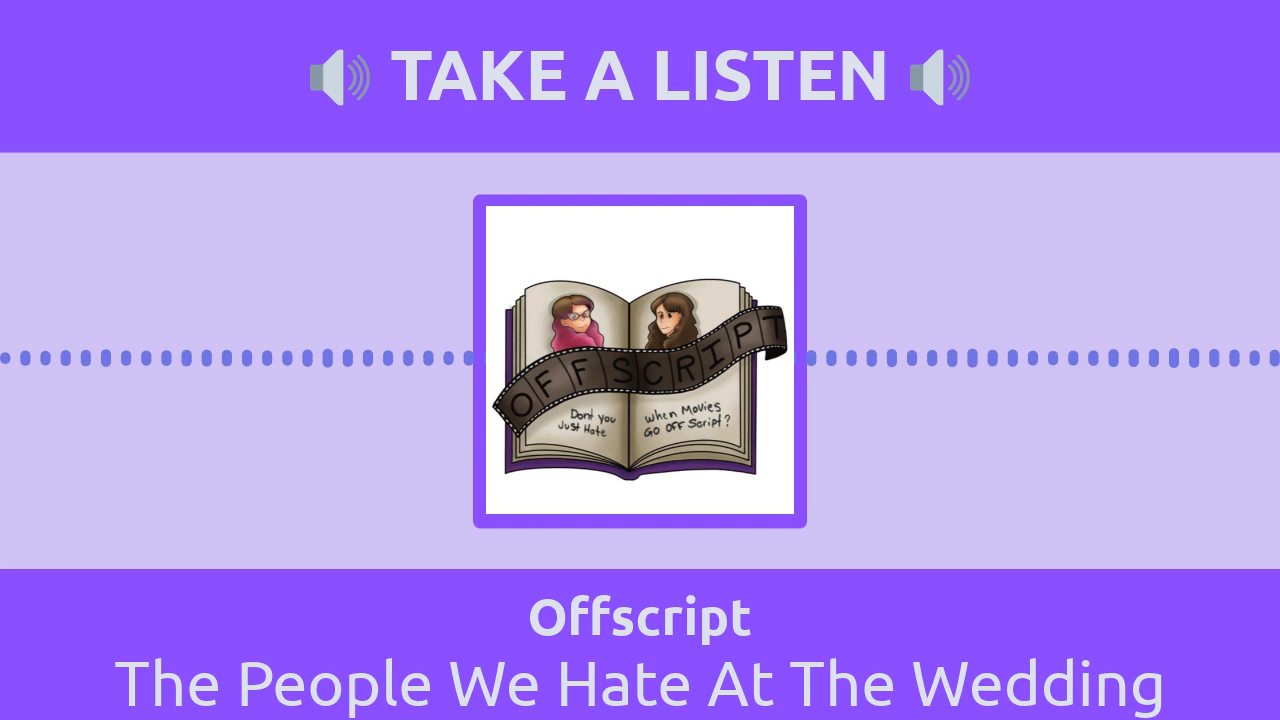 🔊 TAKE A LISTEN 🔊
OFFSCRIPT
Dont you
Just Hate
When Movies
GO OFF Script?
Offscript
The People We Hate At The Wedding